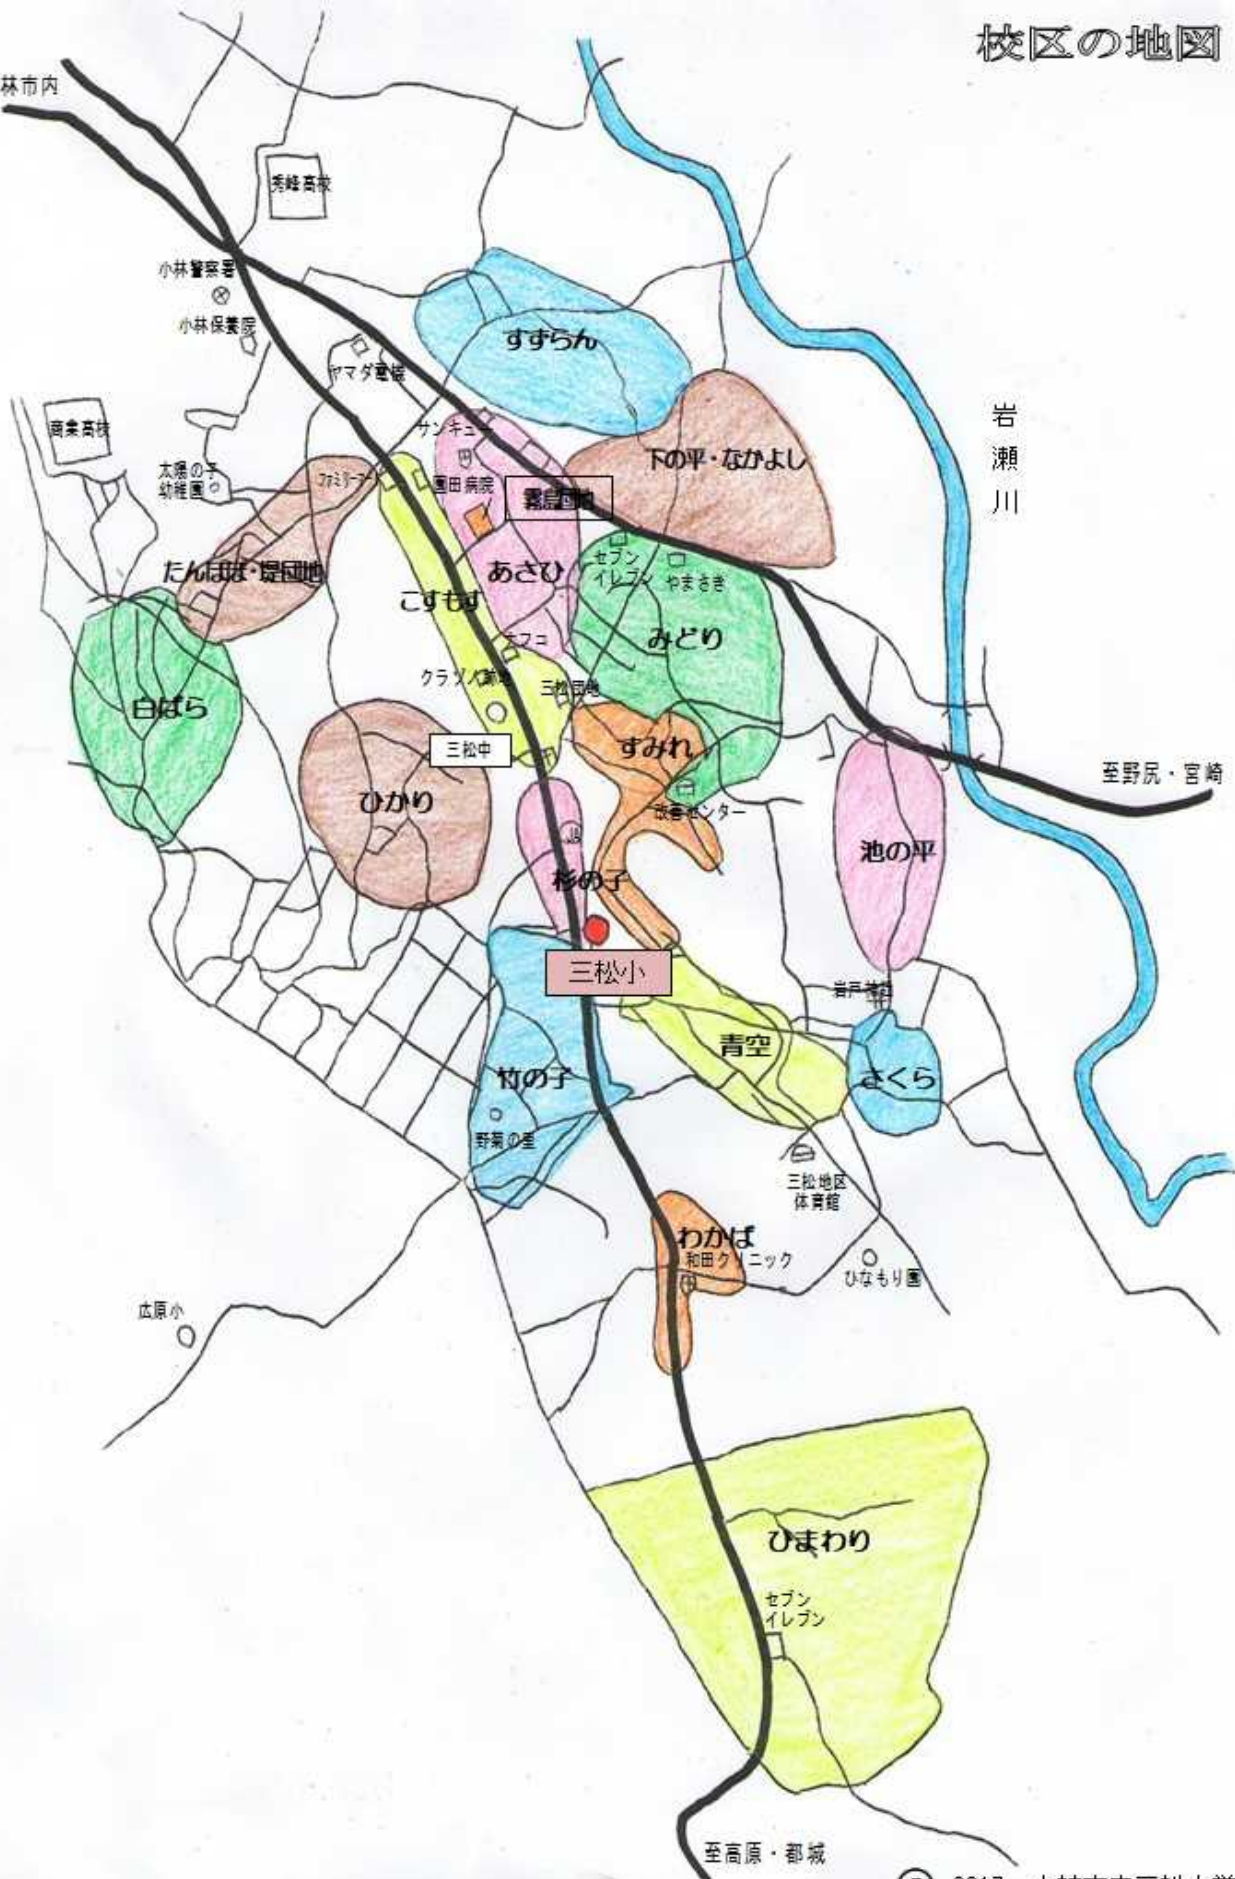 校区の地図
林市内
秀峰高校
小林警察署
小林保養院
ヤマダ電機
すずらん
岩
瀬
川
商業高校
サンキュー
下の平・なかよし
太陽の子
幼稚園
園田病院
霧島団地
たんぽぽ・堤団地
あさひ
セブン
イレブン
やまさき
こすもす
みどり
ナフコ
クラゾノ跡地
三松団地
白ばら
三松中
すみれ
至野尻・宮崎
ひかり
改善センター
JA
池の平
杉の子
三松小
岩戸神社
青空
竹の子
さくら
野菊の里
三松地区
体育館
わかば
和田クリニック
ひなもり園
広原小
ひまわり
セブン
イレブン
至高原・都城